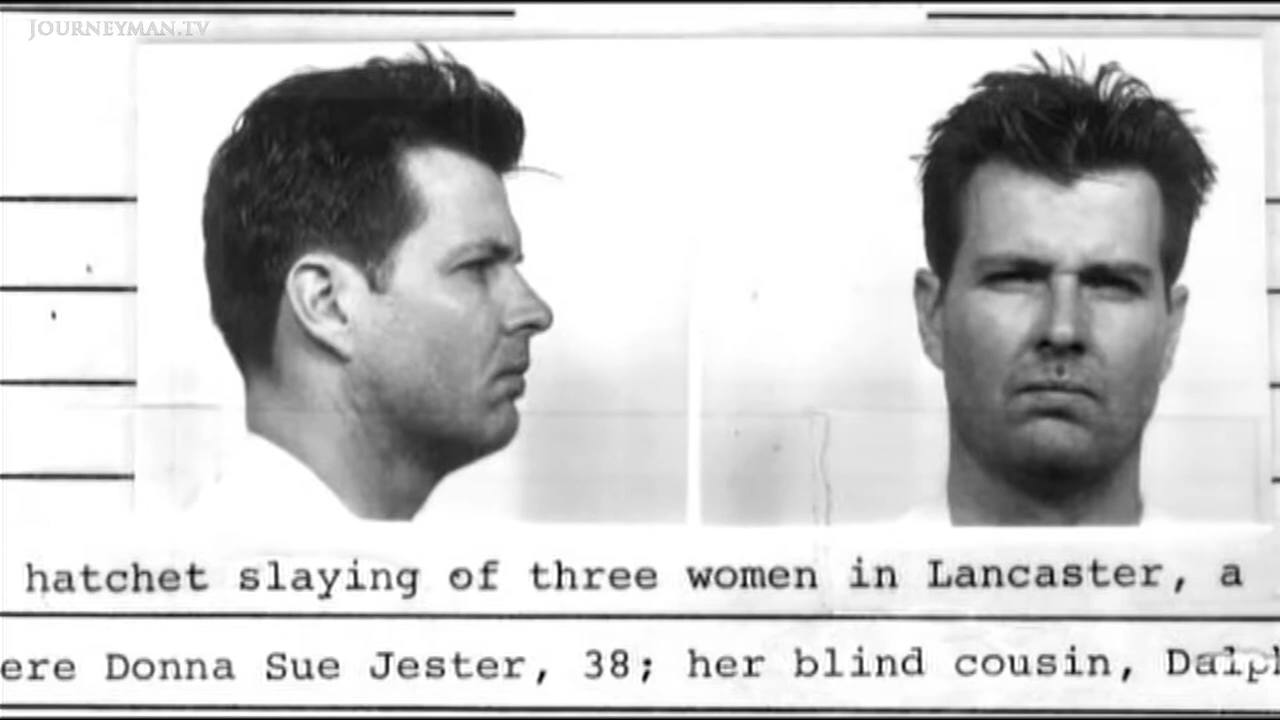 JOURNEYMAN.TV
hatchet slaying of three women in Lancaster, a
ere Donna Sue Jester, 38; her blind cousin,